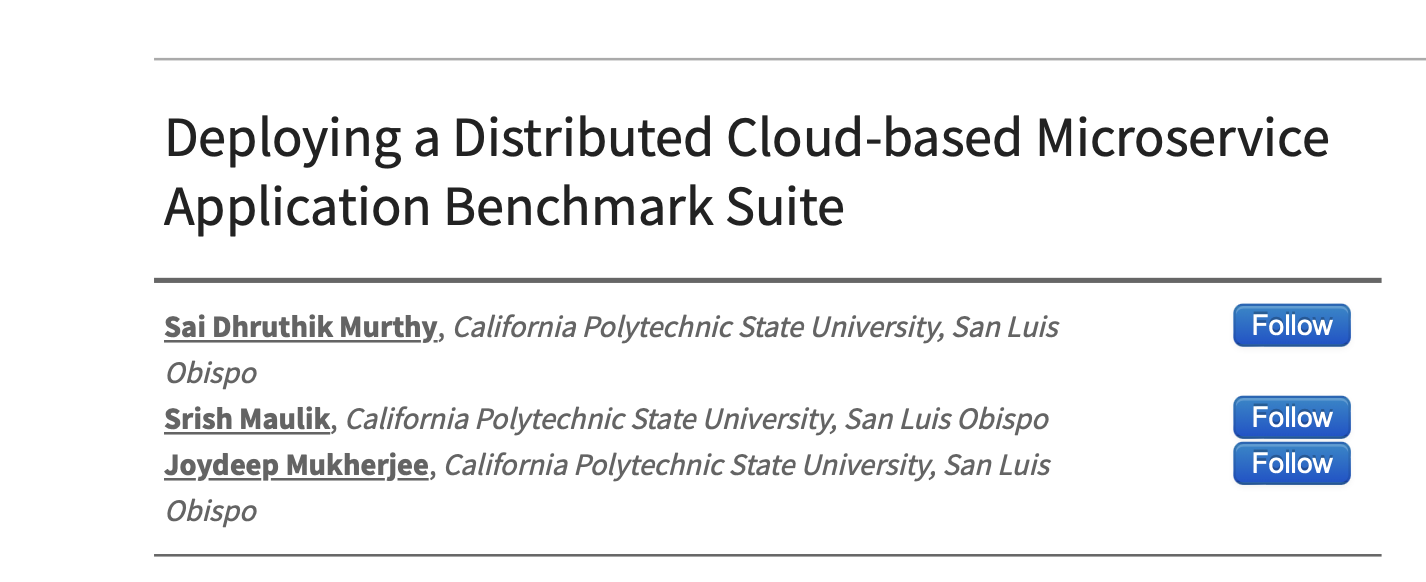 Deploying a Distributed Cloud-based Microservice
Application Benchmark Suite
Sai Dhruthik Murthy, California Polytechnic State University, San Luis
Obispo
Follow
Srish Maulik, California Polytechnic State University, San Luis Obispo
Follow
Joydeep Mukherjee, California Polytechnic State University, San Luis
Obispo
Follow